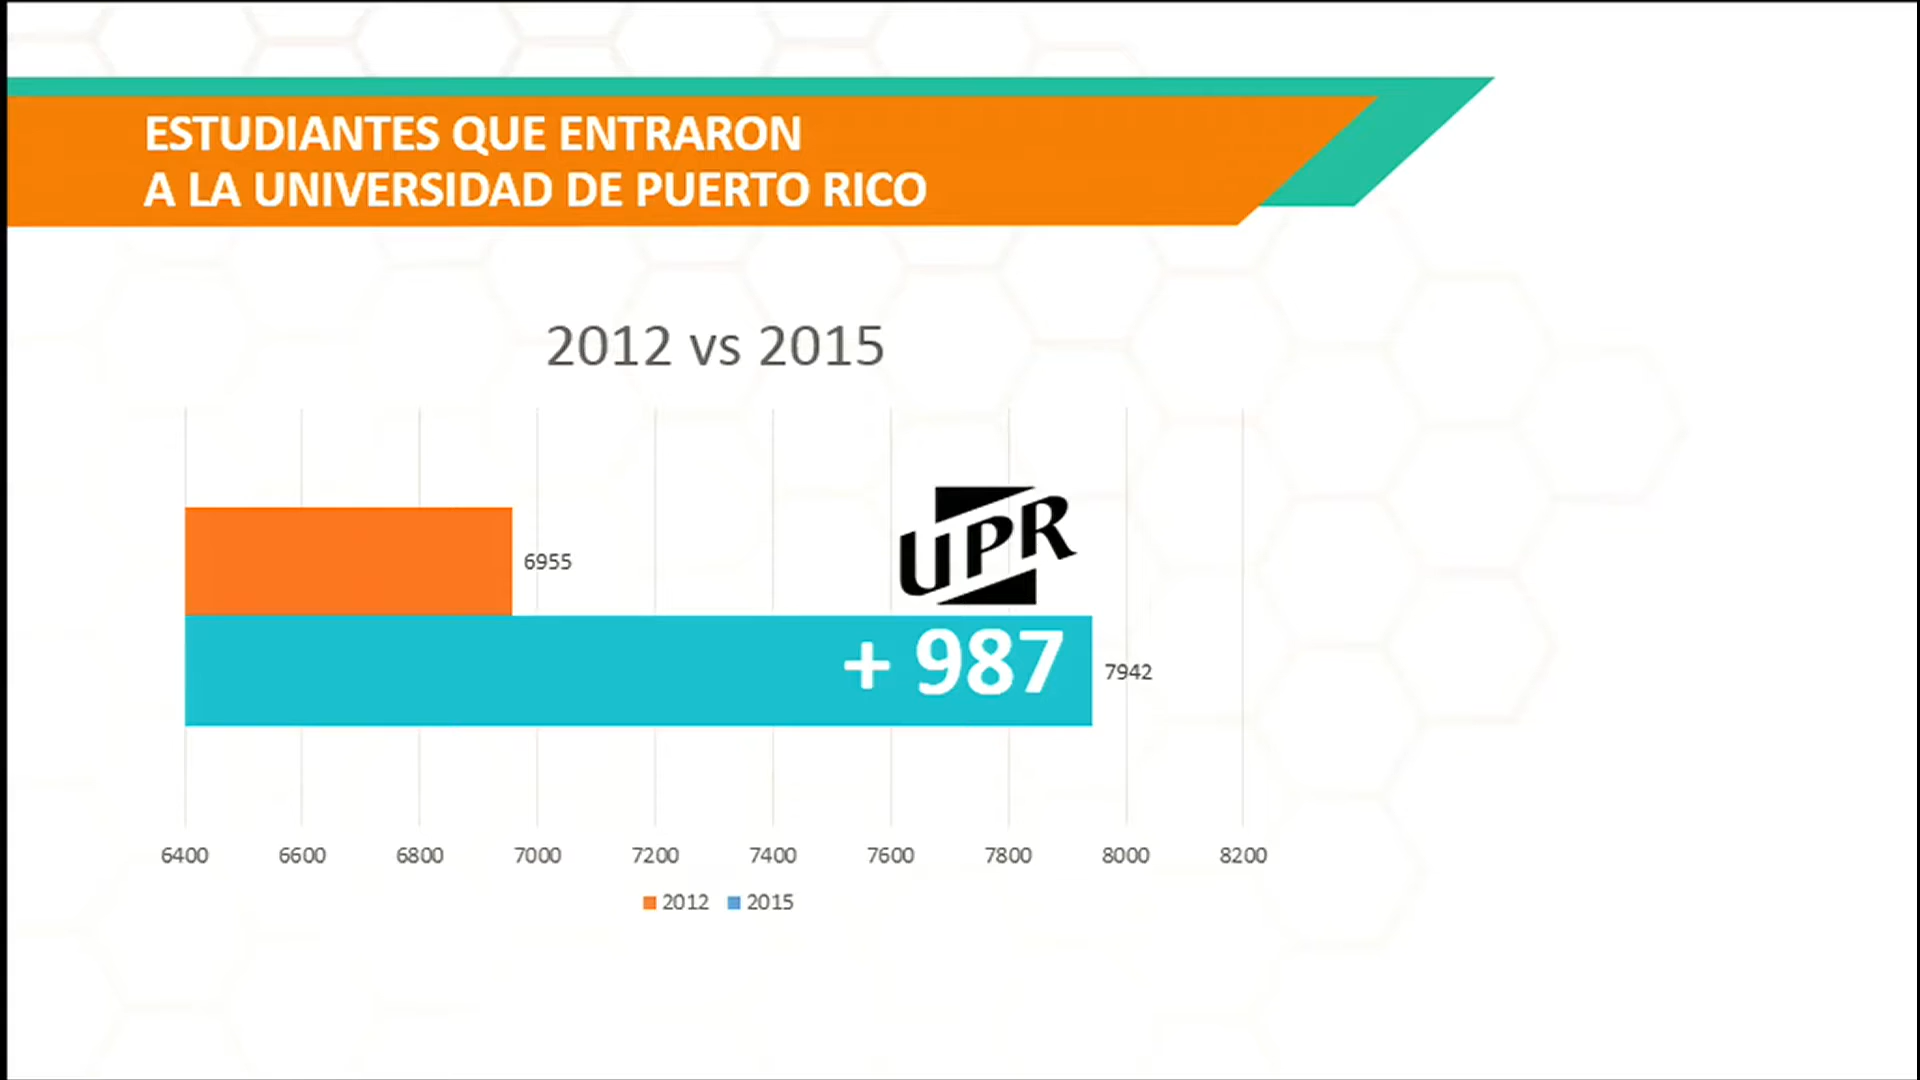 ESTUDIANTES QUE ENTRARON
A LA UNIVERSIDAD DE PUERTO RICO
2012 vs 2015
UPR
6955
+ 987
7942
6400 6600 6800 7000 7200 7400 7600 7800 8000 8200
2012 2015